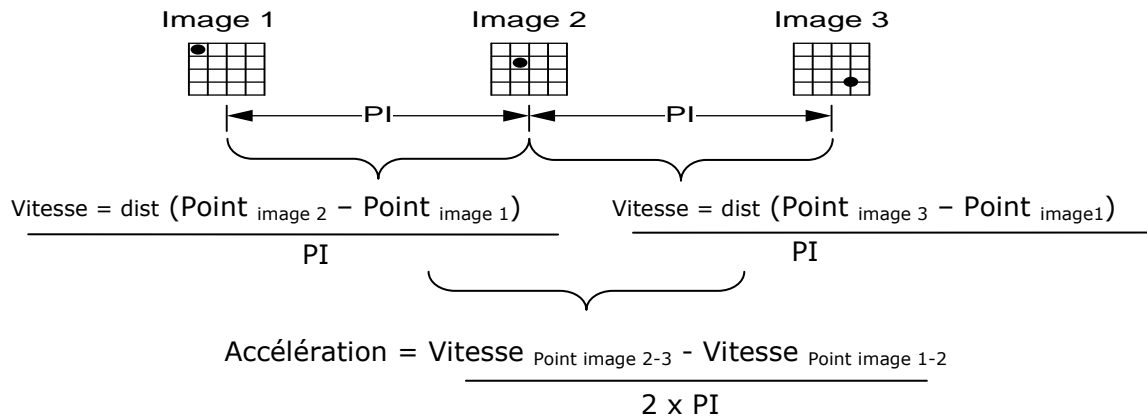 Image 1 Image 2 Image 3
PI PI
Vitesse = dist (Point image 2 – Point image 1) Vitesse = dist (Point image 3 – Point image1)
PI PI
Accélération = Vitesse Point image 2-3 - Vitesse Point image 1-2
2 x PI